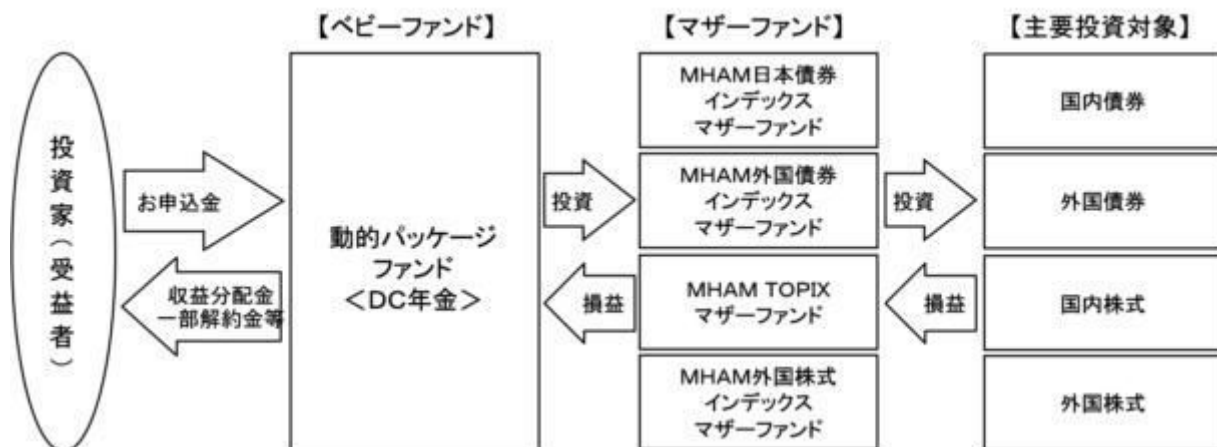 【ベビーファンド】
【マザーファンド】
【主要投資対象】
投資家(受益者)
お申込金
収益分配金
一部解約金等
動的パッケージ
ファンド
＜DC年金＞
投資
損益
MHAM日本債券
インデックス
マザーファンド
MHAM外国債券
インデックス
マザーファンド
MHAM TOPIX
マザーファンド
MHAM外国株式
インデックス
マザーファンド
投資
損益
国内債券
外国債券
国内株式
外国株式